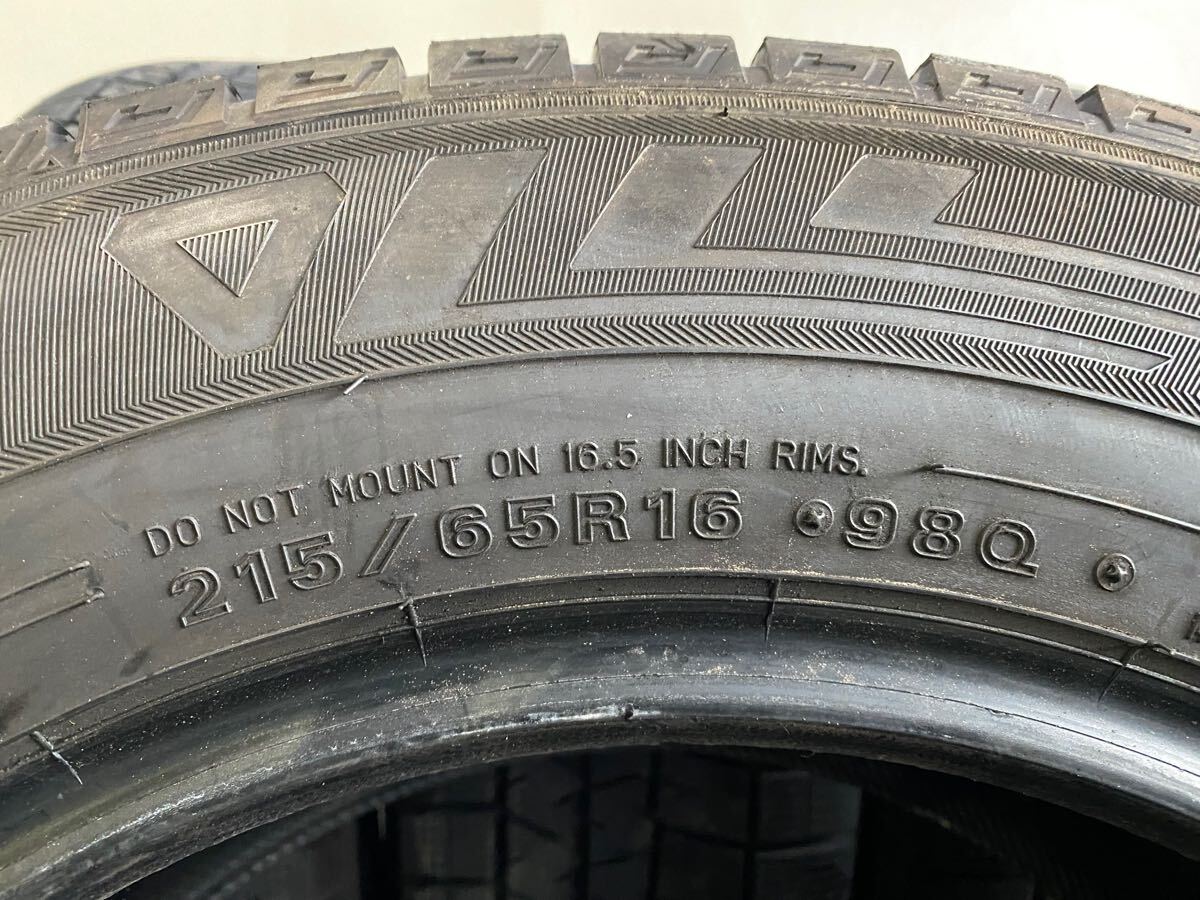 DO NOT MOUNT ON 16.5 INCH RIMS.
215/65R16 98Q